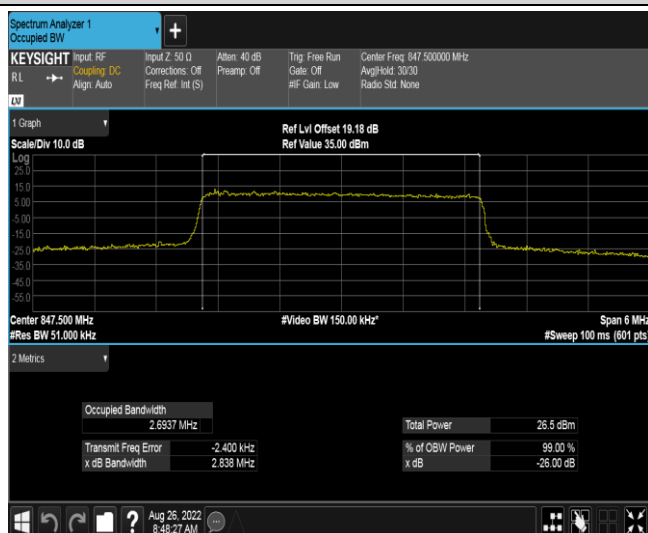 Spectrum Analyzer 1
Occupied BW
+
KEYSIGHT
R L
LXI
Input: RF
Coupling: DC
Align: Auto
Input Z: 50 Ω
Corrections: Off
Freq Ref: Int (S)
Atten: 40 dB
Preamp: Off
Trig: Free Run
Gate: Off
#IF Gain: Low
Center Freq: 847.500000 MHz
Avg|Hold: 30/30
Radio Std: None
1 Graph
Scale/Div 10.0 dB
Ref Lvl Offset 19.18 dB
Ref Value 35.00 dBm
Log
25.0
15.0
5.00
-5.00
-15.0
-25.0
-35.0
-45.0
-55.0
Center 847.500 MHz
#Video BW 150.00 kHz*
Span 6 MHz
#Res BW 51.000 kHz
#Sweep 100 ms (601 pts)
2 Metrics
Occupied Bandwidth
2.6937 MHz
Total Power 26.5 dBm
Transmit Freq Error -2.400 kHz
% of OBW Power 99.00 %
x dB Bandwidth 2.838 MHz
x dB -26.00 dB
?
Aug 26, 2022
8:48:27 AM